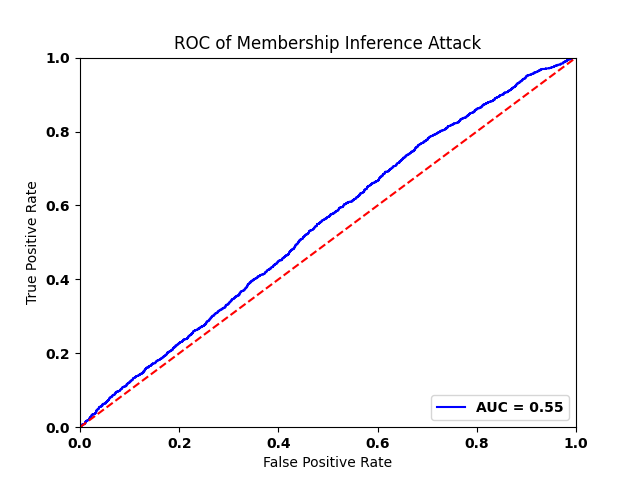 ROC of Membership Inference Attack
1.0
0.8
0.6
0.4
0.2
0.0
True Positive Rate
AUC = 0.55
0.0 0.2 0.4 0.6 0.8 1.0
False Positive Rate